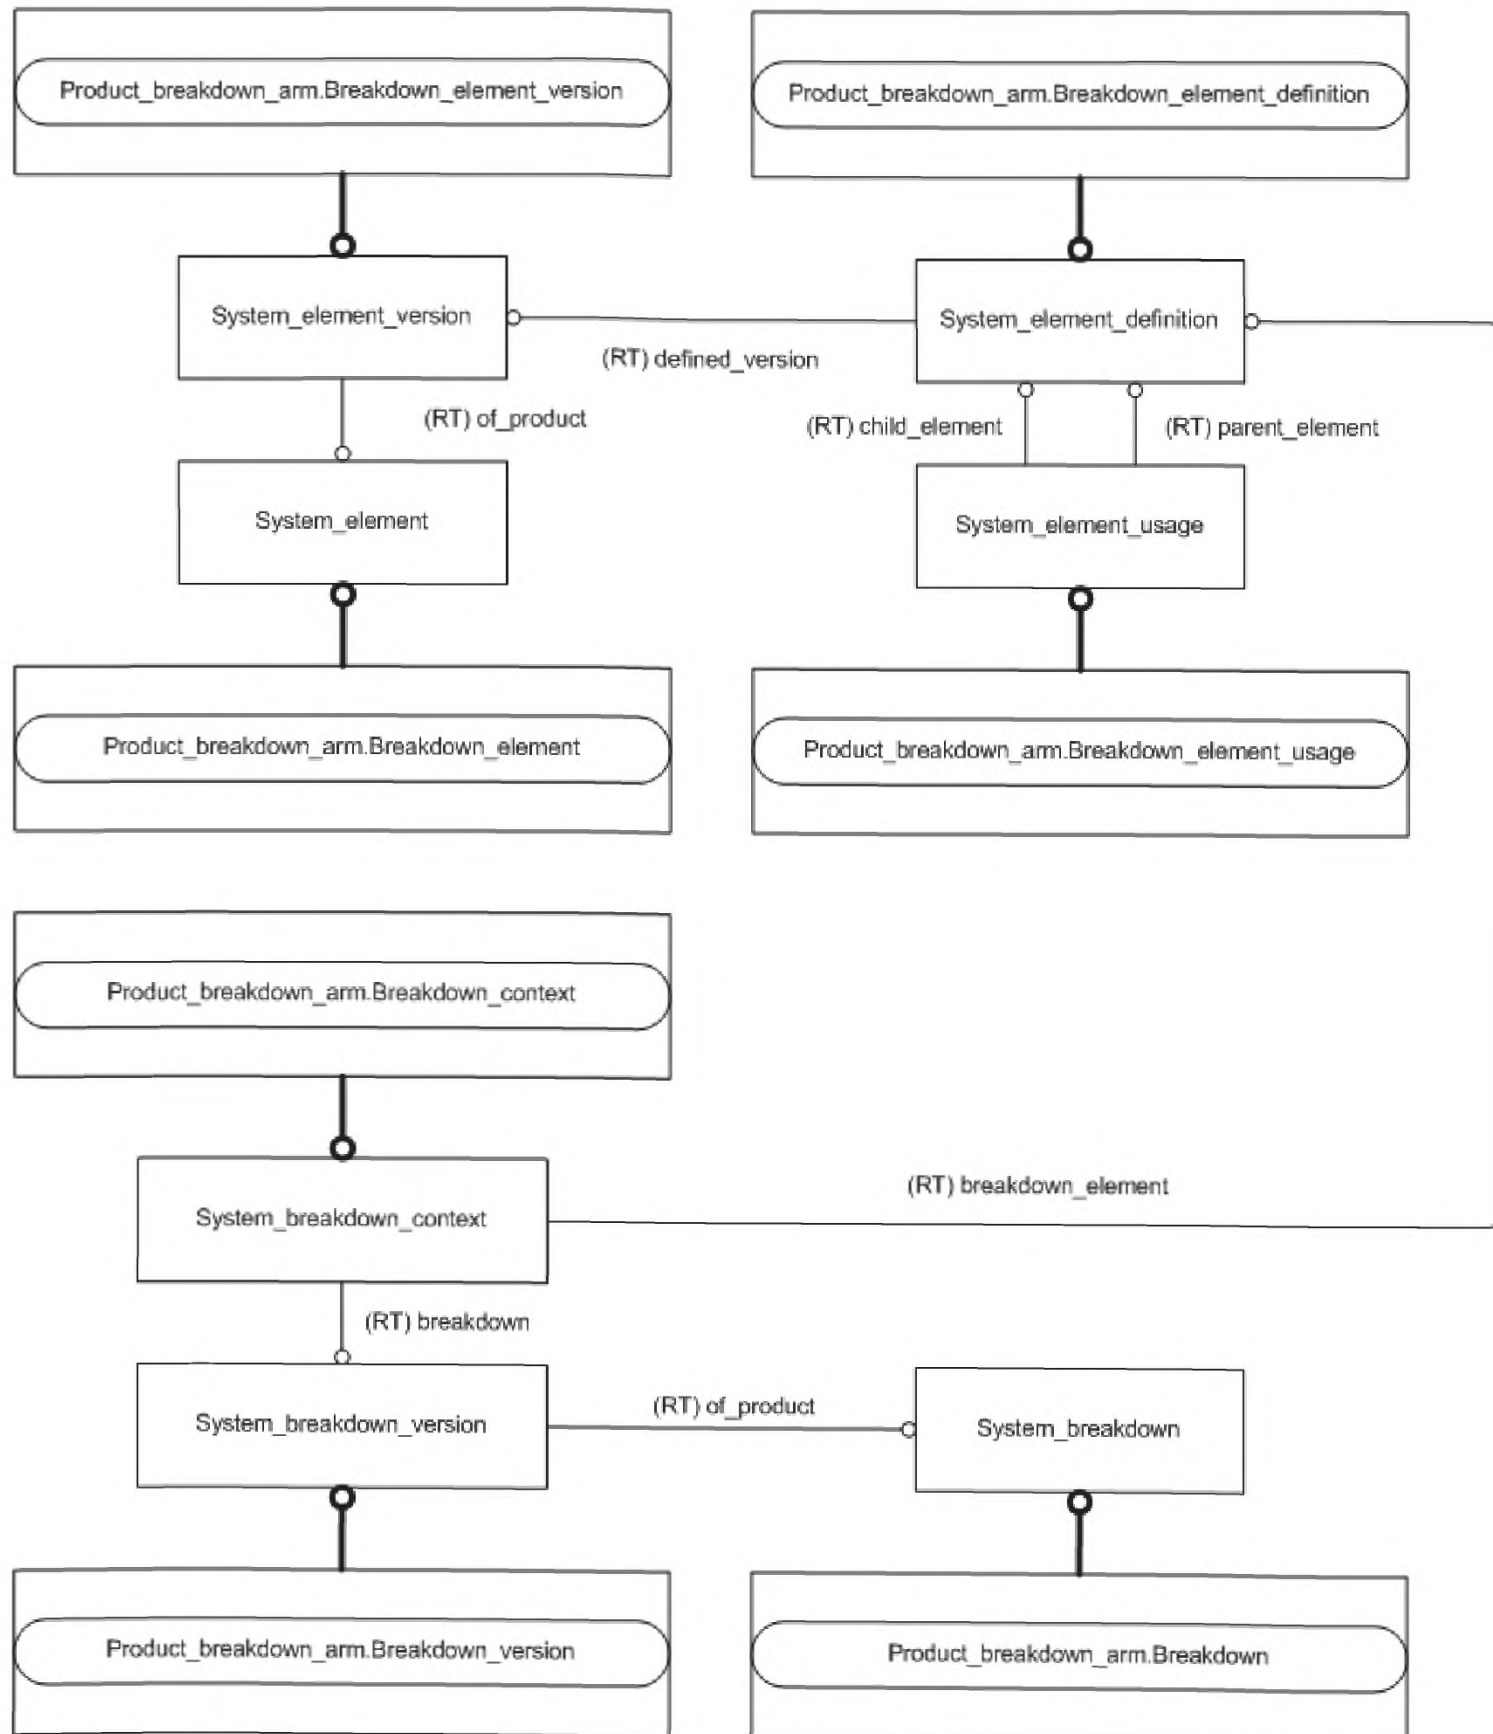 Product_breakdown_arm.Breakdown_element_version
Product_breakdown_arm.Breakdown_element_definition
System_element_version
System_element_definition
(RT) defined_version
(RT) of_product
(RT) child_element
(RT) parent_element
System_element
System_element_usage
Product_breakdown_arm.Breakdown_element
Product_breakdown_arm.Breakdown_element_usage
Product_breakdown_arm.Breakdown_context
(RT) breakdown_element
System_breakdown_context
(RT) breakdown
(RT) of_product
System_breakdown_version
System_breakdown
Product_breakdown_arm.Breakdown_version
Product_breakdown_arm.Breakdown